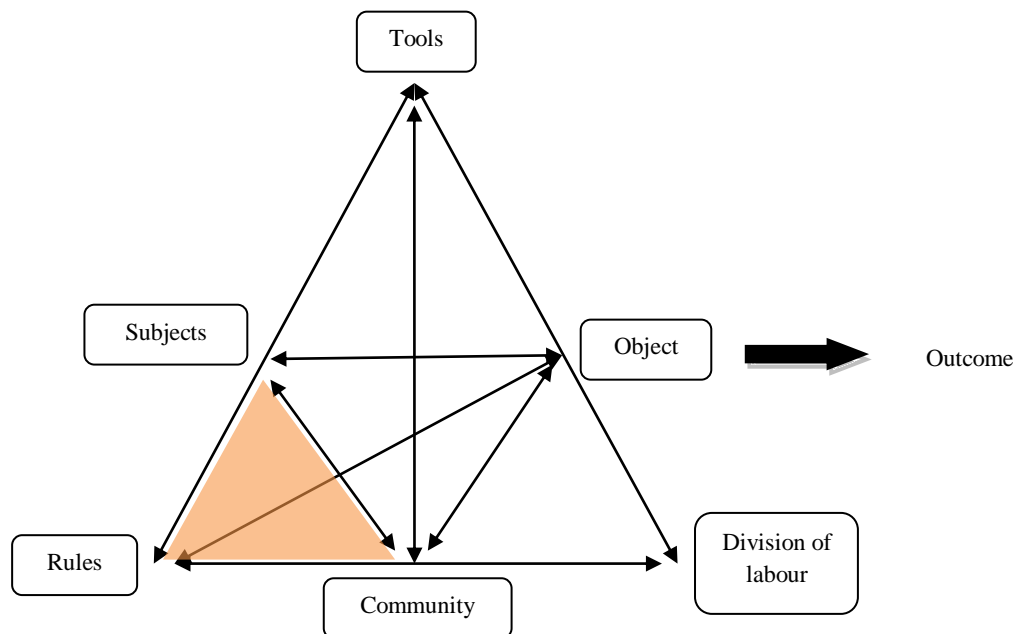 Tools
Subjects
Object
Outcome
Rules
Community
Division of
labour